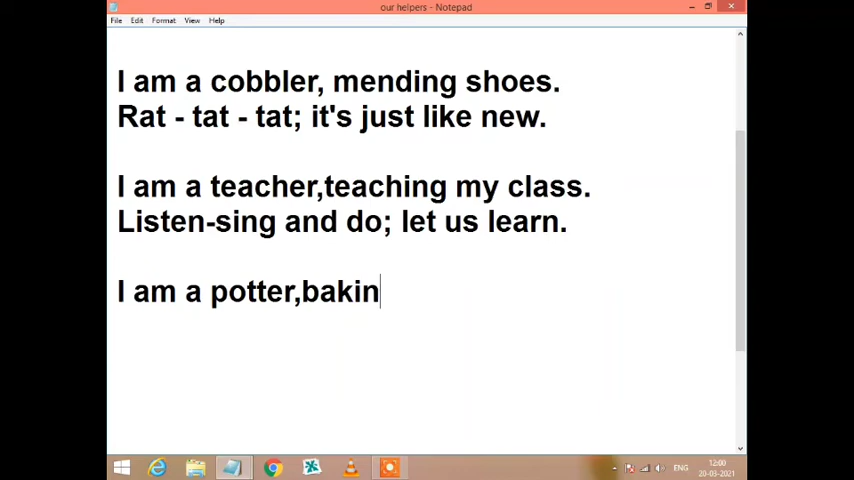 our helpers - Notepad
File Edit Format View Help
I am a cobbler, mending shoes.
Rat - tat - tat; it's just like new.
I am a teacher,teaching my class.
Listen-sing and do; let us learn.
I am a potter,bakin
ENG
12:00
20-03-2021